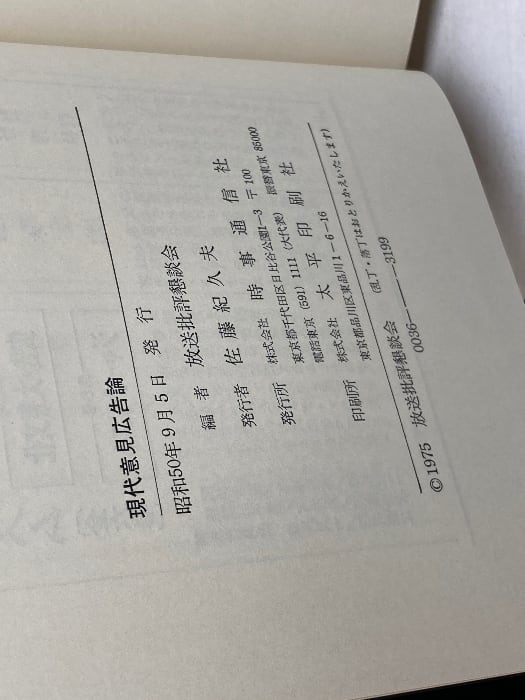 現代意見広告論
昭和50年9月5日 発行
編者 放送批評懇談会
発行者 佐藤紀久夫
発行所 株式会社 時事通信社
東京都千代田区日比谷公園1-3 〒100
電話東京(591)1111(大代表) 振替東京 85000
印刷所 株式会社 太平印刷社
東京都品川区東品川1-6-16
(乱丁・落丁はおとりかえいたします)
©1975 放送批評懇談会
0036-―――-3199